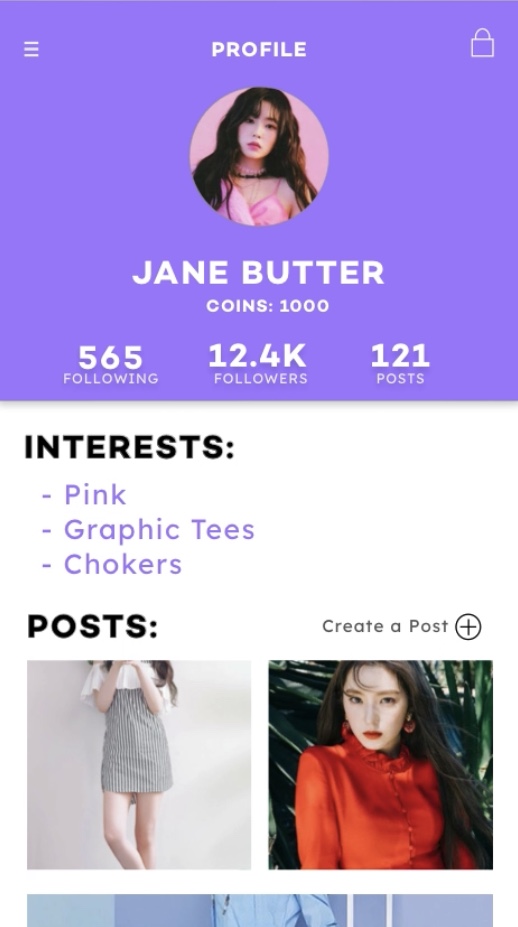 PROFILE
JANE BUTTER
COINS: 1000
565 12.4K 121
FOLLOWING FOLLOWERS POSTS
INTERESTS:
- Pink
- Graphic Tees
- Chokers
POSTS: Create a Post